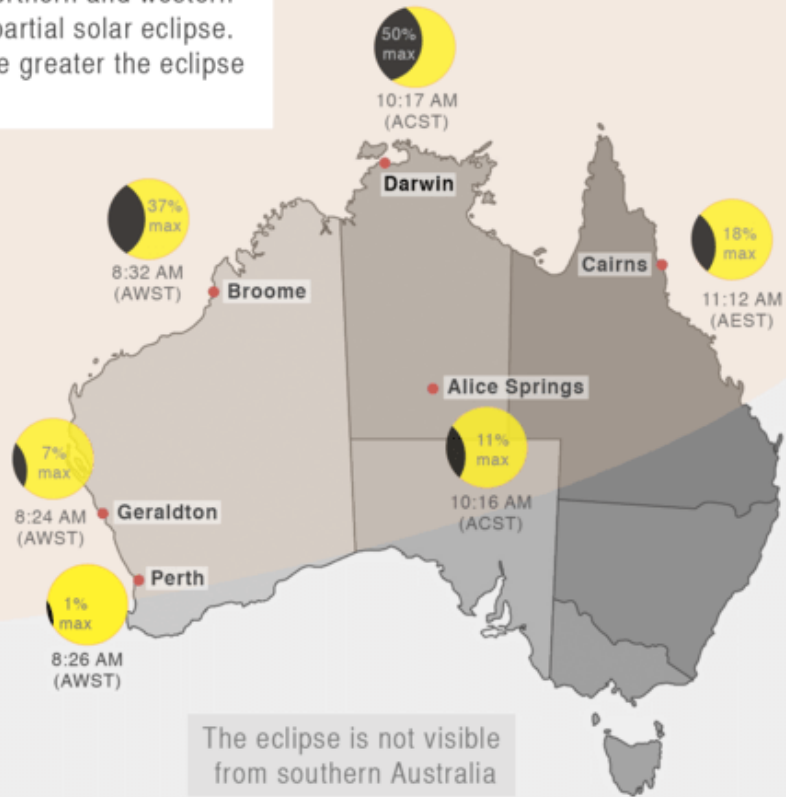 partial solar eclipse.
greater the eclipse
50%
max
10:17 AM
(ACST)
Darwin
37%
max
8:32 AM
(AWST)
Broome
Cairns
18%
max
11:12 AM
(AEST)
Alice Springs
11%
max
10:16 AM
(ACST)
7%
max
8:24 AM
(AWST)
Geraldton
Perth
1%
max
8:26 AM
(AWST)
The eclipse is not visible
from southern Australia